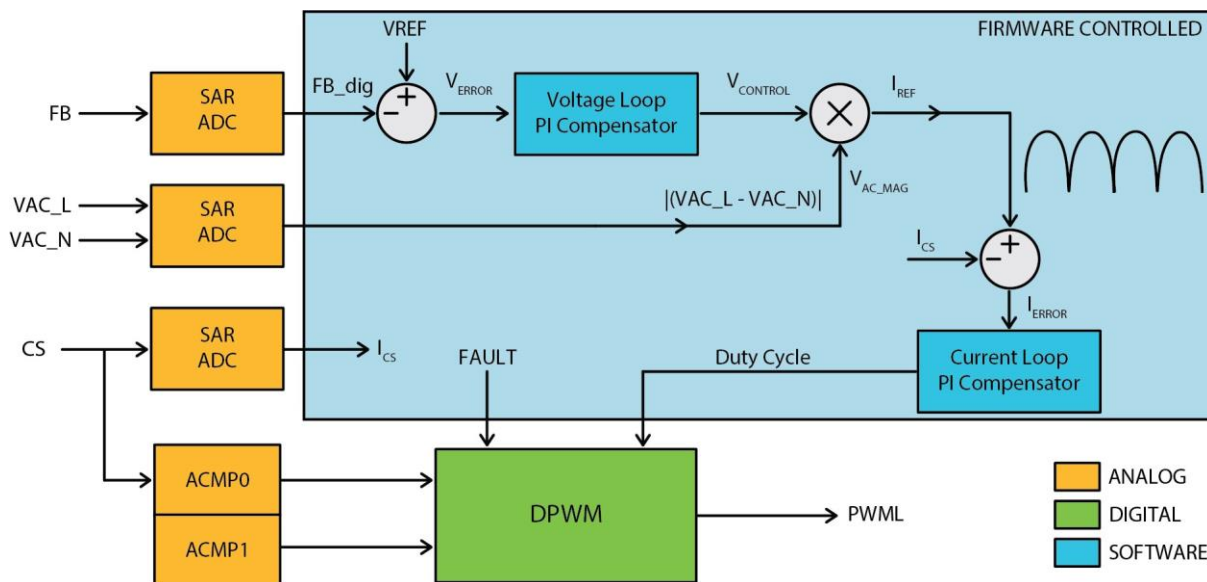 VREF
FIRMWARE CONTROLLED
FB
SAR
ADC
FB_dig
+
−
VERROR
Voltage Loop
PI Compensator
VCONTROL
×
IREF
VAC_L
VAC_N
SAR
ADC
|(VAC_L - VAC_N)|
VAC_MAG
ICS
+
−
IERROR
CS
SAR
ADC
ICS
FAULT
Duty Cycle
Current Loop
PI Compensator
ACMP0
ACMP1
DPWM
PWML
ANALOG
DIGITAL
SOFTWARE